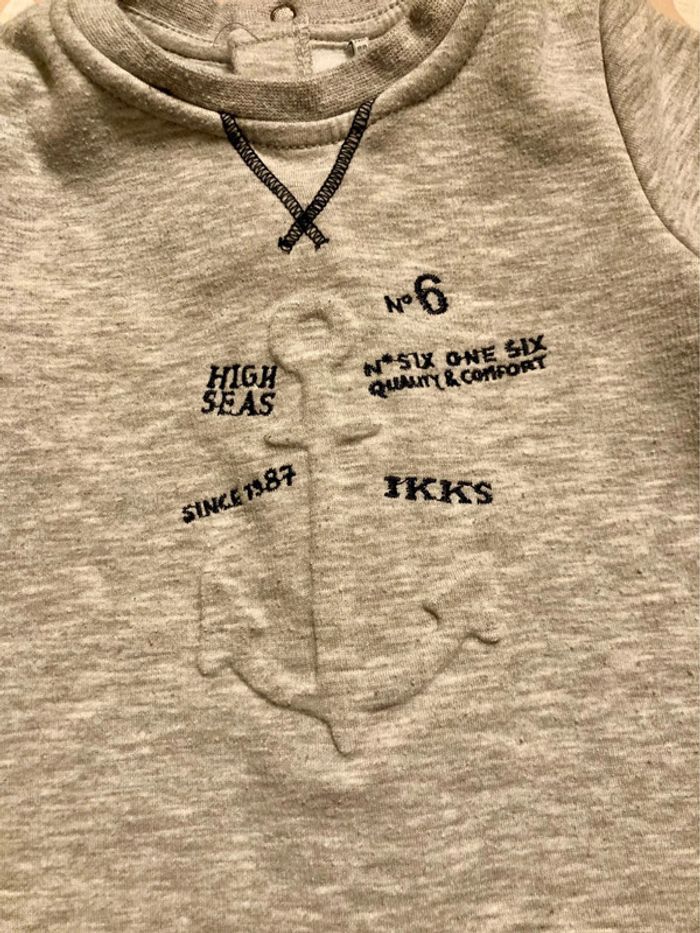 N° 6
HIGH
SEAS
N° SIX ONE SIX
QUALITY & COMFORT
SINCE 1987
IKKS